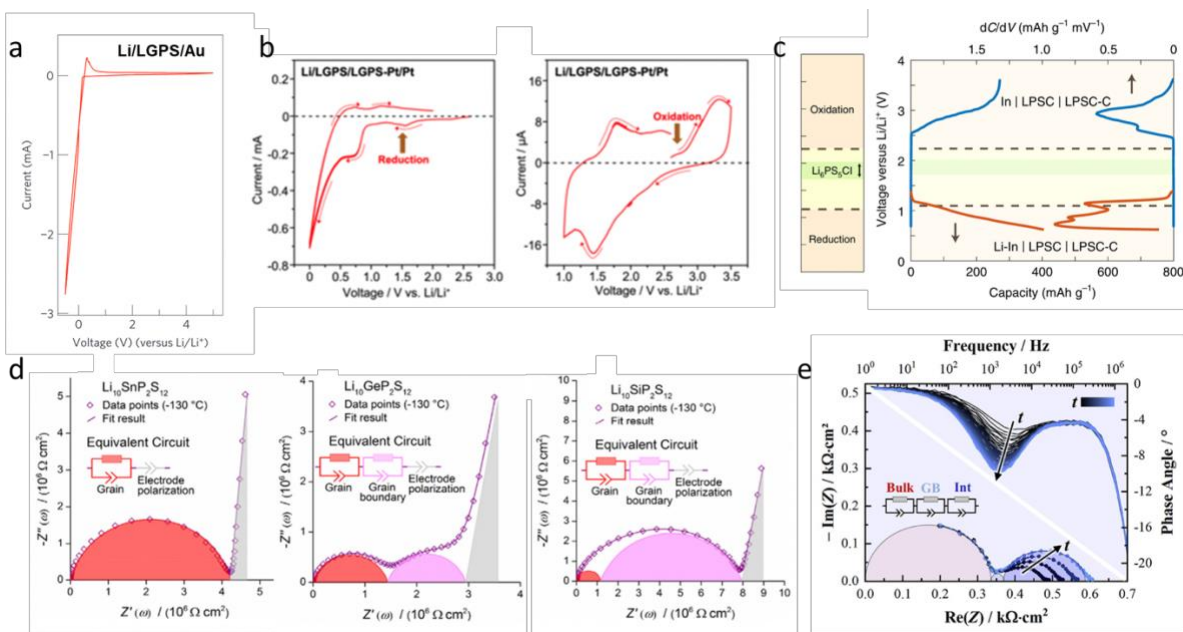 a
Li/LGPS/Au
0
−1
−2
−3
Current (mA)
0
2
4
Voltage (V) (versus Li/Li⁺)
b
Li/LGPS/LGPS-Pt/Pt
0.4
0.2
0
-0.2
-0.4
-0.6
-0.8
Current / mA
Reduction
0.0 0.5 1.0 1.5 2.0 2.5 3.0
Voltage / V vs. Li/Li⁺
Li/LGPS/LGPS-Pt/Pt
16
8
0
-8
-16
Current / μA
Oxidation
1.0 1.5 2.0 2.5 3.0 3.5
Voltage / V vs. Li/Li⁺
c
dC/dV (mAh g⁻¹ mV⁻¹)
1.5 1.0 0.5 0
Oxidation
Li₆PS₅Cl
Reduction
Voltage versus Li/Li⁺ (V)
4
3
2
1
0
In | LPSC | LPSC-C
Li-In | LPSC | LPSC-C
0 200 400 600 800
Capacity (mAh g⁻¹)
d
Li₁₀SnP₂S₁₂
Data points (-130 °C)
Fit result
Equivalent Circuit
Grain
Electrode
polarization
-Z''(ω) / (10⁶ Ω cm²)
5
4
3
2
1
0
0 1 2 3 4 5 6
Z'(ω) / (10⁶ Ω cm²)
Li₁₀GeP₂S₁₂
Data points (-130 °C)
Fit result
Equivalent Circuit
Grain
Grain
boundary
Electrode
polarization
-Z''(ω) / (10⁶ Ω cm²)
4
3
2
1
0
0 1 2 3 4
Z'(ω) / (10⁶ Ω cm²)
Li₁₀SiP₂S₁₂
Data points (-130 °C)
Fit result
Equivalent Circuit
Grain
Grain
boundary
Electrode
polarization
-Z''(ω) / (10⁶ Ω cm²)
10
9
8
7
6
5
4
3
2
1
0
0 1 2 3 4 5 6 7 8 9 10
Z'(ω) / (10⁶ Ω cm²)
e
Frequency / Hz
10⁰ 10¹ 10² 10³ 10⁴ 10⁵ 10⁶
− Im(Z) / kΩ·cm²
0.5
0.4
0.3
0.2
0.1
0.0
t
t
Bulk GB Int
t
0
-4
-8
-12
-16
-20
Phase Angle / °
0.0 0.1 0.2 0.3 0.4 0.5 0.6 0.7
Re(Z) / kΩ·cm²